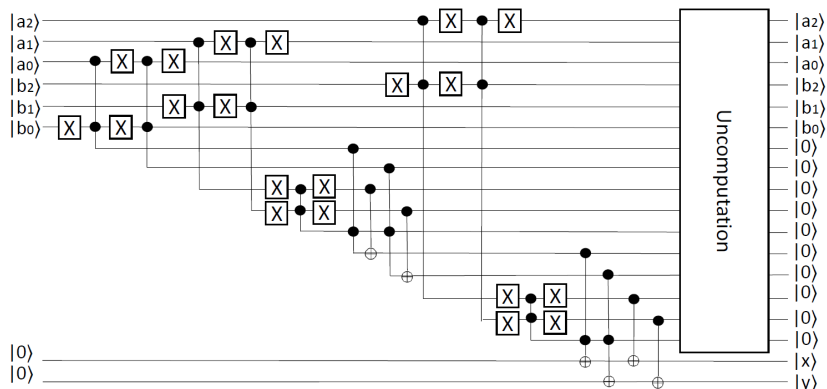 |a₂⟩ X X |a₂⟩
|a₁⟩ X X |a₁⟩
|a₀⟩ X X |a₀⟩
|b₂⟩ X X |b₂⟩
|b₁⟩ X X |b₁⟩
|b₀⟩ X X |b₀⟩
|0⟩
|0⟩
X X |0⟩
X X |0⟩
|0⟩
|0⟩
|0⟩
X X |0⟩
X X |0⟩
|0⟩
Uncomputation
|0⟩ |x⟩
|0⟩ |y⟩